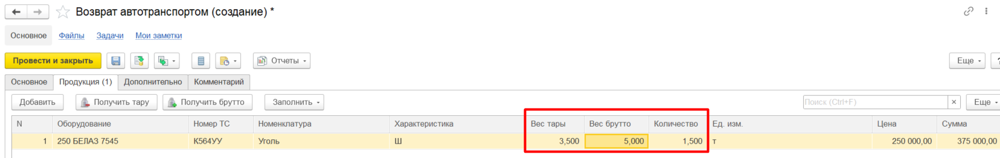 Возврат автотранспортом (создание) *
Основное Файлы Задачи Мои заметки
Провести и закрыть Отчеты Еще ?
Основное Продукция (1) Дополнительно Комментарий
Добавить Получить тару Получить брутто Заполнить Поиск (Ctrl+F) × Еще
N Оборудование Номер ТС Номенклатура Характеристика Вес тары Вес брутто Количество Ед. изм. Цена Сумма
1 250 БЕЛАЗ 7545 К564УУ Уголь Ш 3,500 5,000 1,500 т 250 000,00 375 000,00